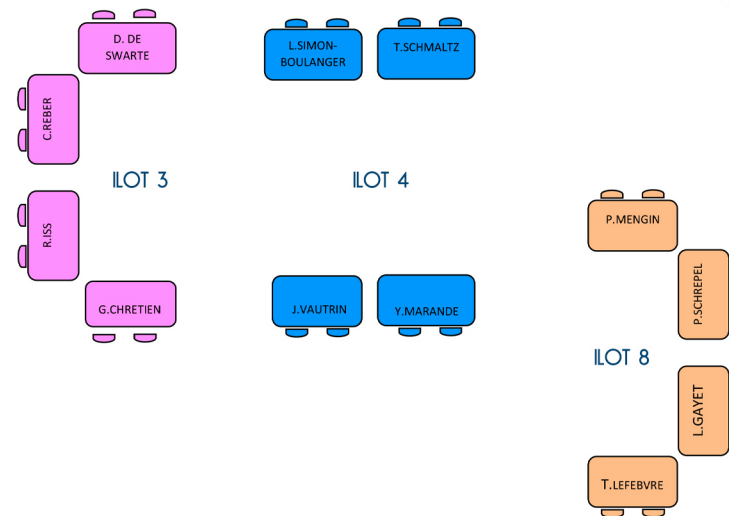 D. DE
SWARTE
L.SIMON-
BOULANGER
T.SCHMALTZ
C.REBER
ILOT 3
ILOT 4
R.ISS
P.MENGIN
P.SCHREPEL
G.CHRETIEN
J.VAUTRIN
Y.MARANDE
ILOT 8
L.GAYET
T.LEFEBVRE